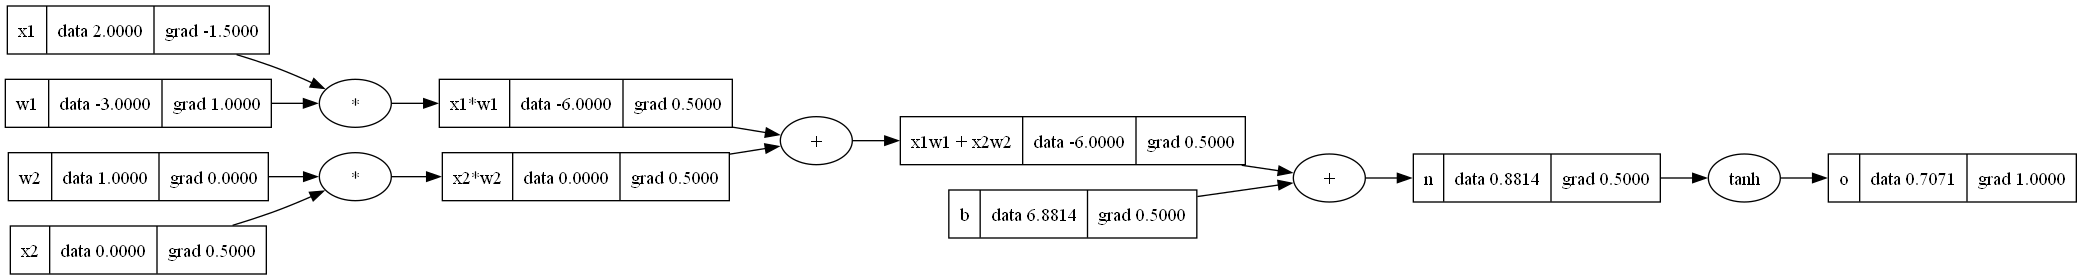 x1 data 2.0000 grad -1.5000
w1 data -3.0000 grad 1.0000
*
x1*w1 data -6.0000 grad 0.5000
w2 data 1.0000 grad 0.0000
*
x2*w2 data 0.0000 grad 0.5000
x2 data 0.0000 grad 0.5000
+
x1w1 + x2w2 data -6.0000 grad 0.5000
b data 6.8814 grad 0.5000
+
n data 0.8814 grad 0.5000
tanh
o data 0.7071 grad 1.0000